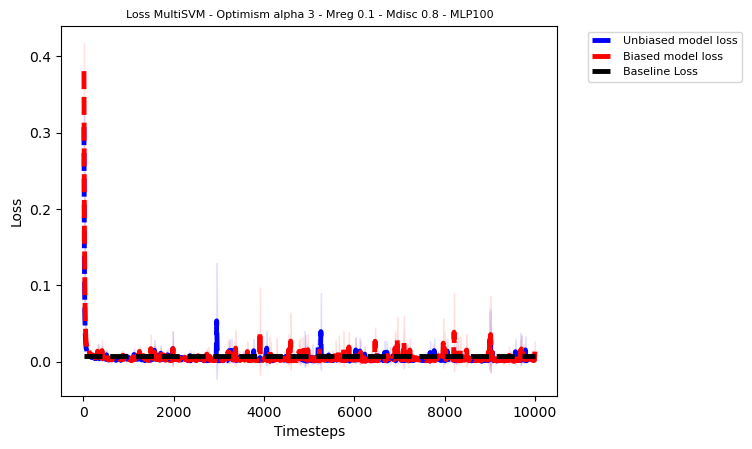 Loss MultiSVM - Optimism alpha 3 - Mreg 0.1 - Mdisc 0.8 - MLP100
Unbiased model loss
Biased model loss
Baseline Loss
0.4
0.3
0.2
0.1
0.0
Loss
0 2000 4000 6000 8000 10000
Timesteps